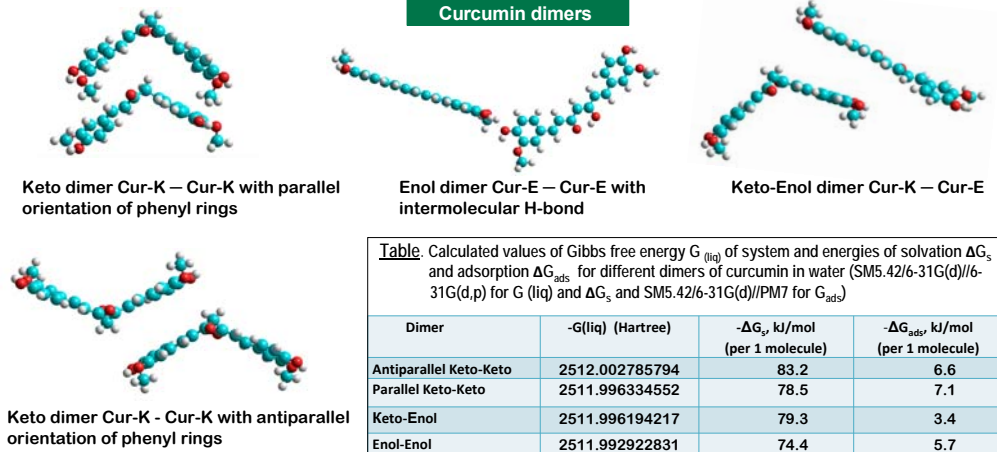 Curcumin dimers
Keto dimer Cur-K — Cur-K with parallel
orientation of phenyl rings
Enol dimer Cur-E — Cur-E with
intermolecular H-bond
Keto-Enol dimer Cur-K — Cur-E
Keto dimer Cur-K - Cur-K with antiparallel
orientation of phenyl rings
Table. Calculated values of Gibbs free energy G (liq) of system and energies of solvation ΔGs
and adsorption ΔGads for different dimers of curcumin in water (SM5.42/6-31G(d)//6-
31G(d,p) for G (liq) and ΔGs and SM5.42/6-31G(d)//PM7 for Gads)
Dimer -G(liq) (Hartree) -ΔGs, kJ/mol -ΔGads, kJ/mol
(per 1 molecule) (per 1 molecule)
Antiparallel Keto-Keto 2512.002785794 83.2 6.6
Parallel Keto-Keto 2511.996334552 78.5 7.1
Keto-Enol 2511.996194217 79.3 3.4
Enol-Enol 2511.992922831 74.4 5.7